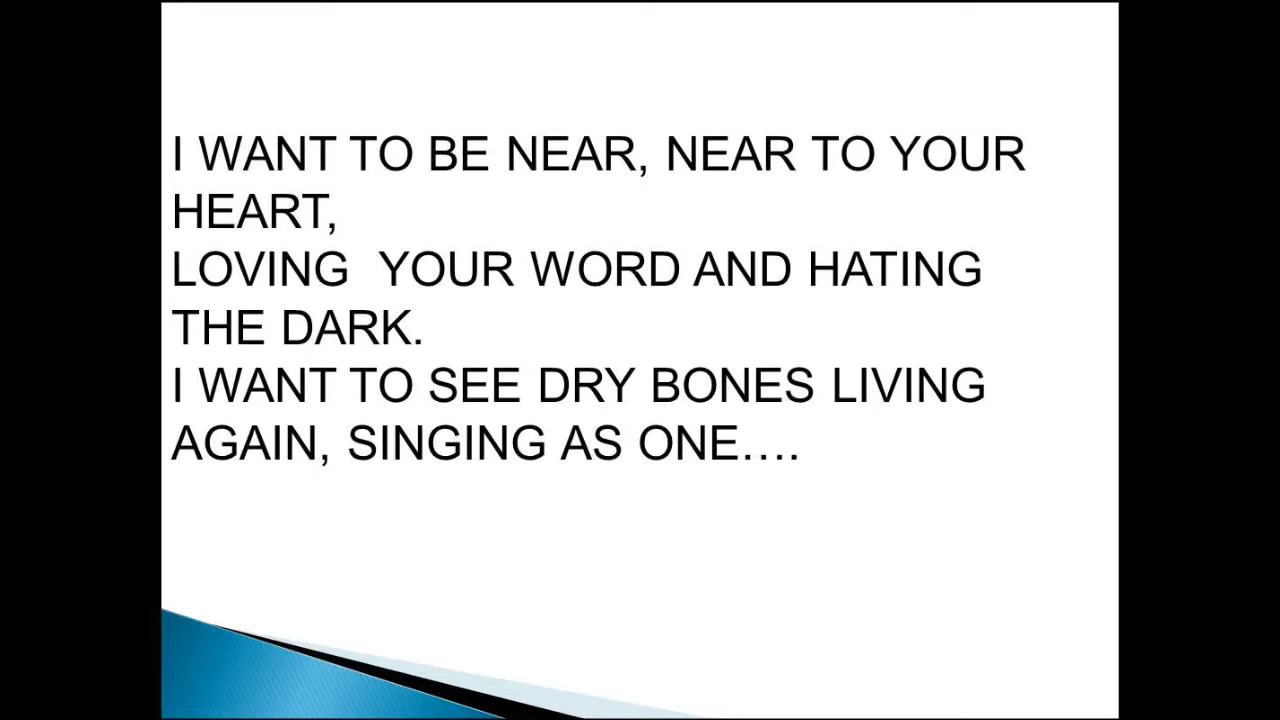 I WANT TO BE NEAR, NEAR TO YOUR
HEART,
LOVING  YOUR WORD AND HATING
THE DARK.
I WANT TO SEE DRY BONES LIVING
AGAIN, SINGING AS ONE....